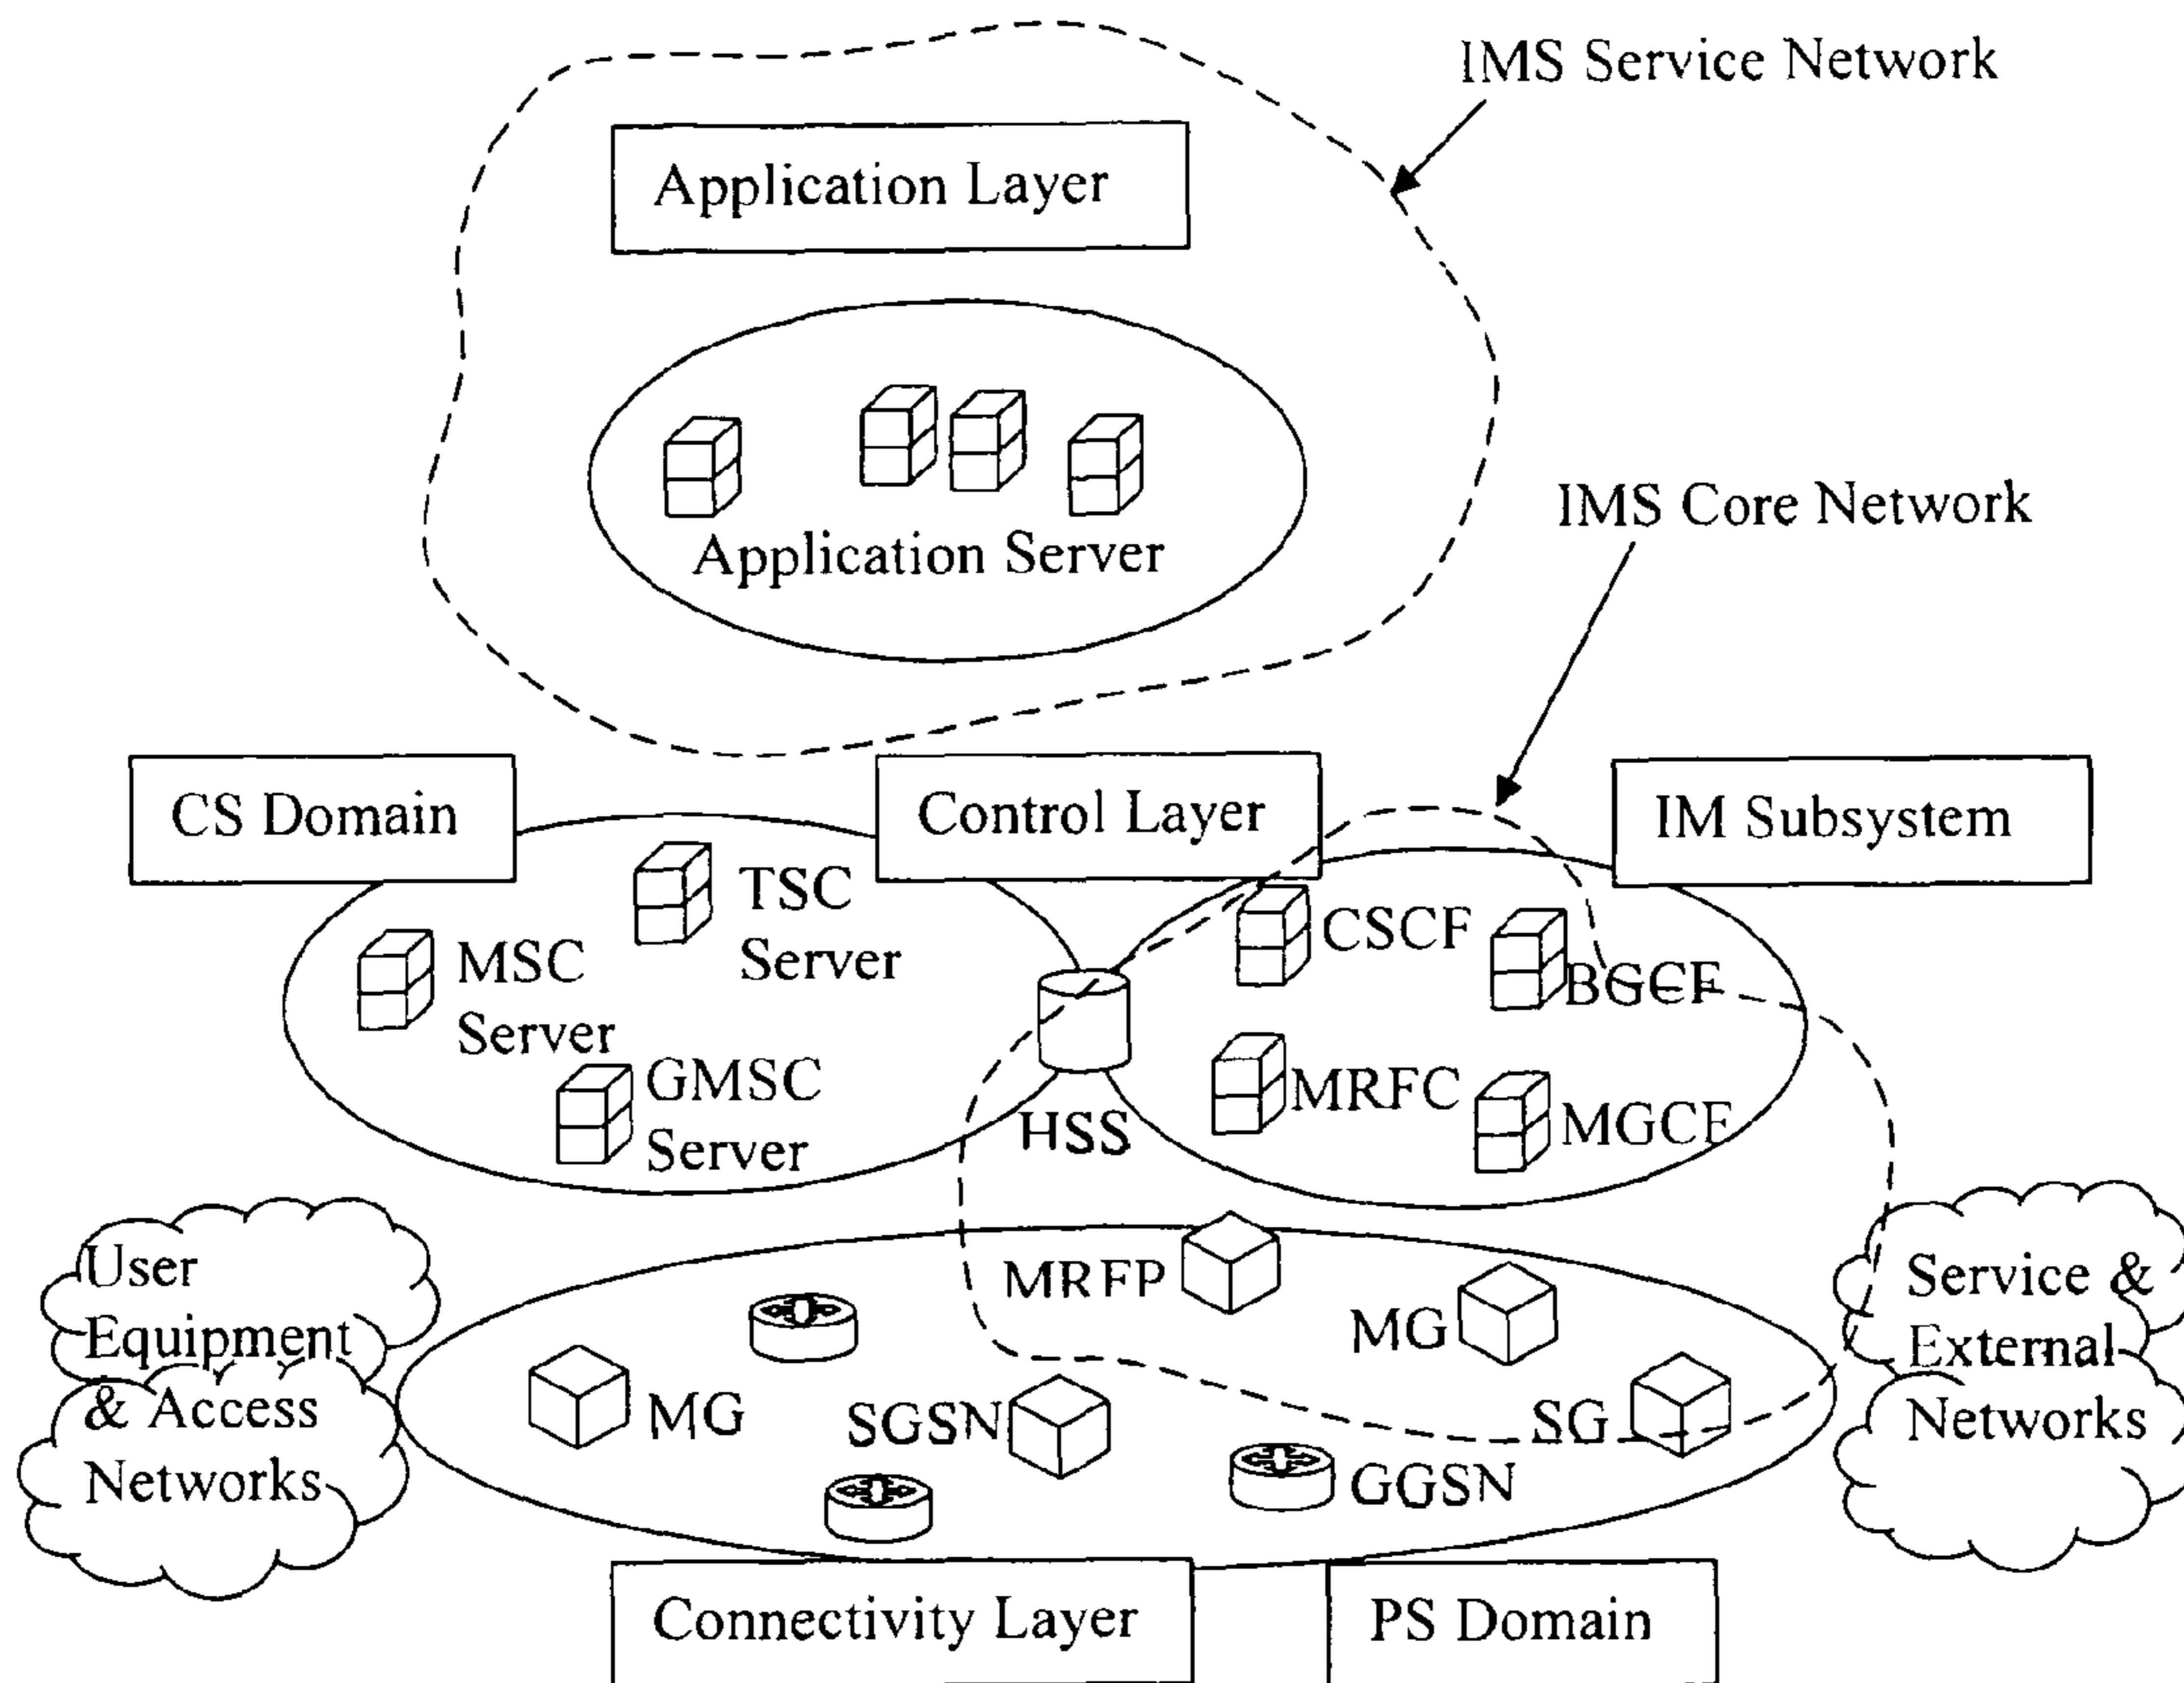 IMS Service Network
Application Layer
IMS Core Network
Application Server
CS Domain
Control Layer
IM Subsystem
TSC
Server
CSCF
MSC
Server
BGCF
GMSC
Server
HSS
MRFC
MGCF
User
Equipment
& Access
Networks
MRFP
MG
Service &
External
Networks
MG
SGSN
SG
GGSN
Connectivity Layer
PS Domain